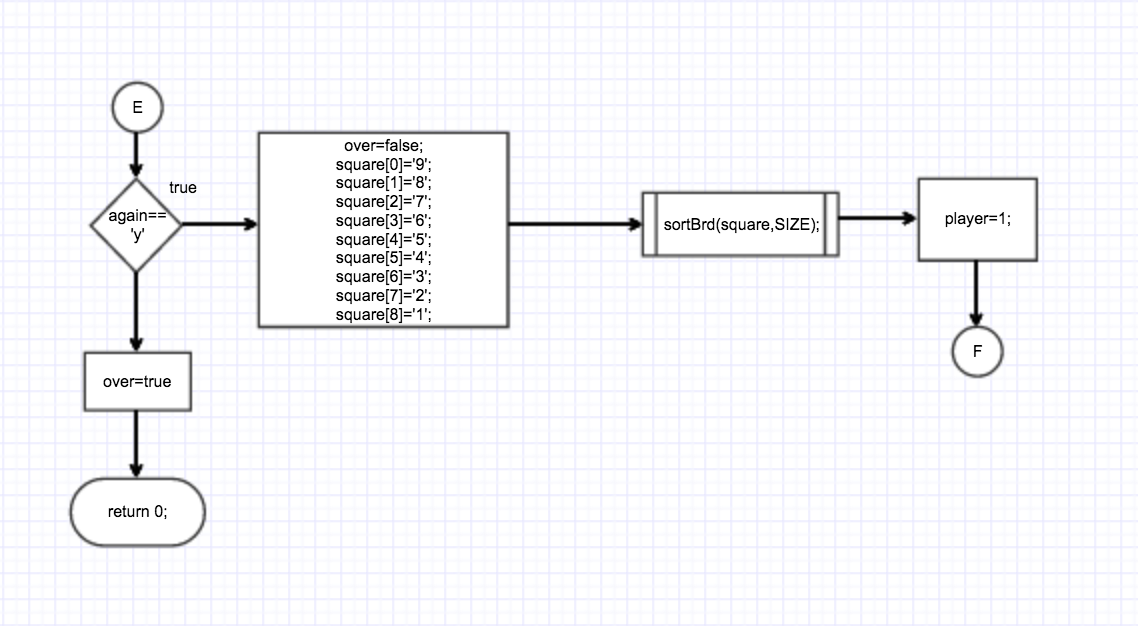 E
true
again==
'y'
over=false;
square[0]='9';
square[1]='8';
square[2]='7';
square[3]='6';
square[4]='5';
square[5]='4';
square[6]='3';
square[7]='2';
square[8]='1';
sortBrd(square,SIZE);
player=1;
F
over=true
return 0;